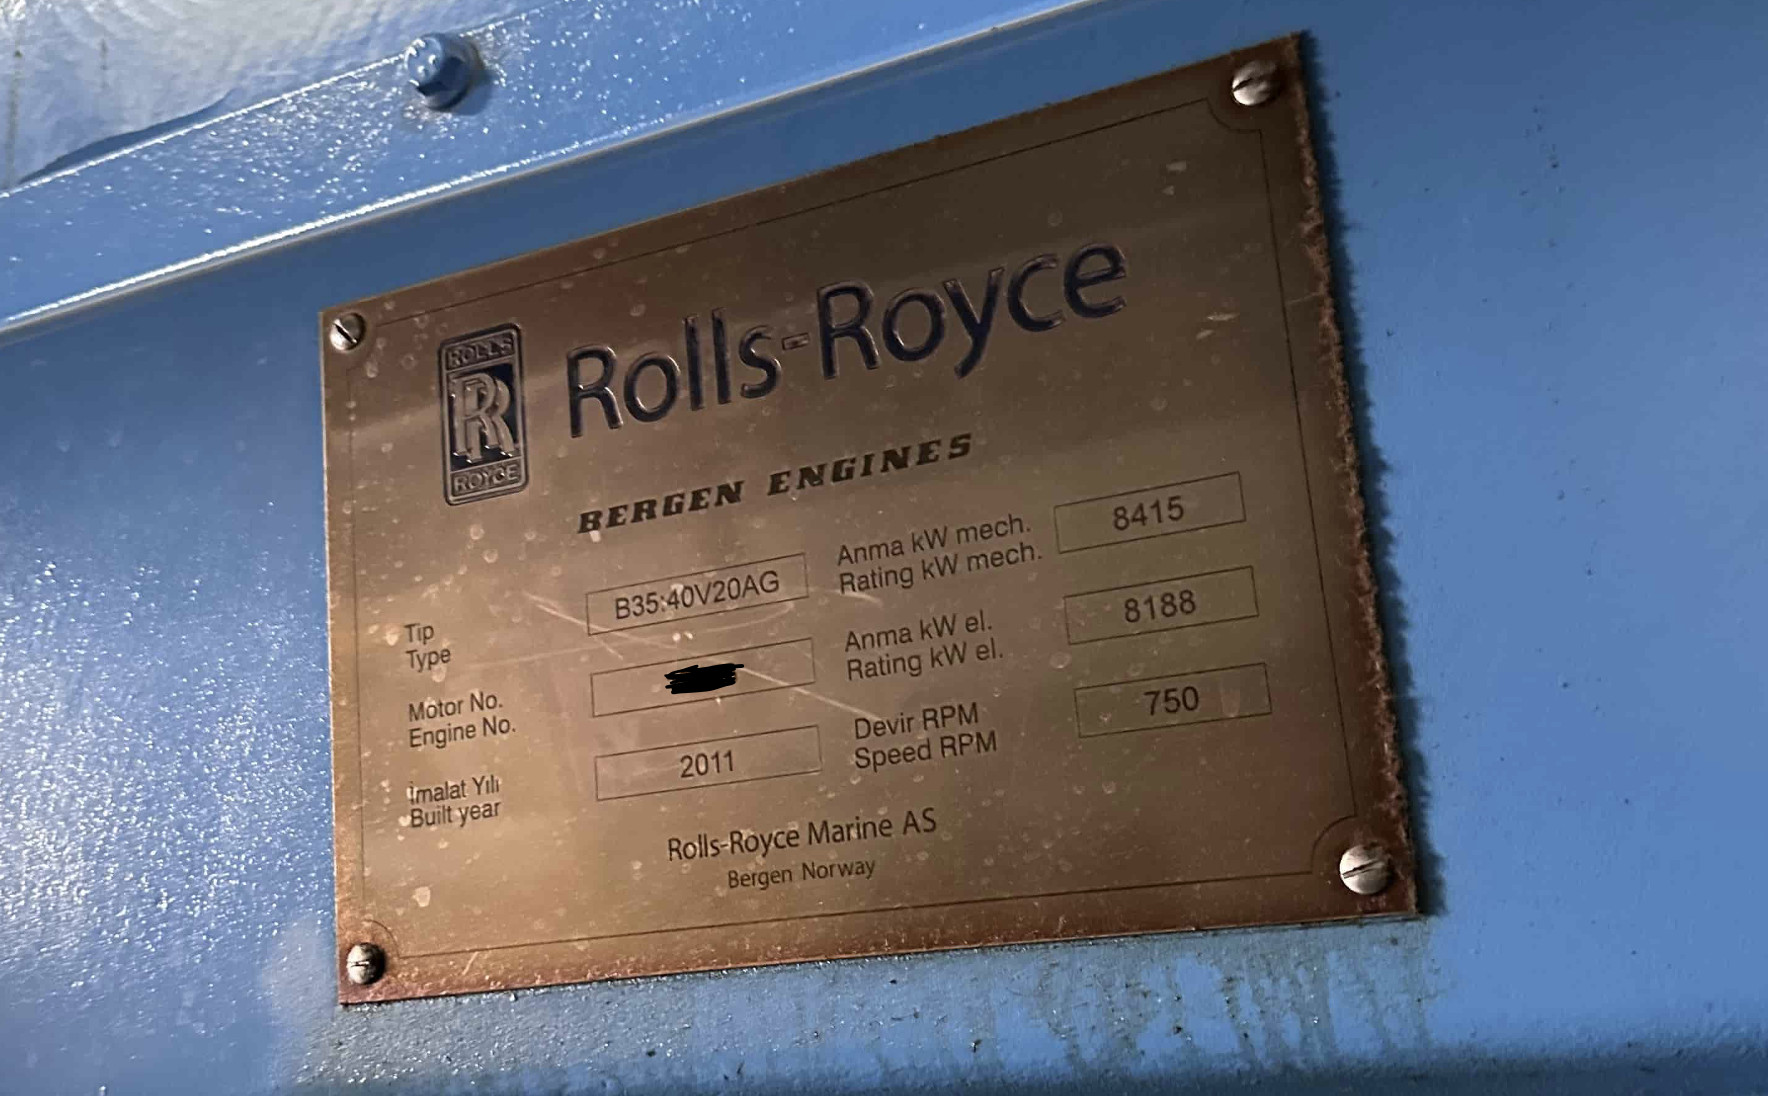 ROLLS
RR
ROYCE
Rolls-Royce
BERGEN ENGINES
Tip
Type
B35:40V20AG
Anma kW mech.
Rating kW mech.
8415
Motor No.
Engine No.
Anma kW el.
Rating kW el.
8188
İmalat Yılı
Built year
2011
Devir RPM
Speed RPM
750
Rolls-Royce Marine AS
Bergen Norway